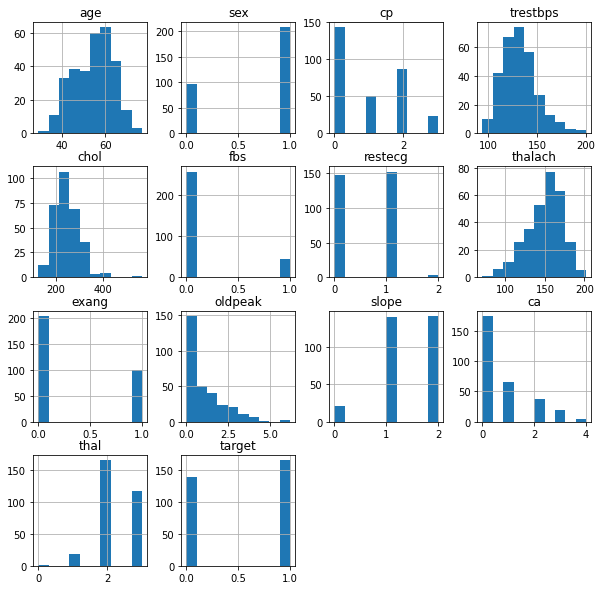 age sex cp trestbps
60 40 20 0
40 60
200 150 100 50 0
0.0 0.5 1.0
150 100 50 0
0 2
60 40 20 0
100 150 200
chol fbs restecg thalach
100 75 50 25 0
200 400
200 100 0
0.0 0.5 1.0
150 100 50 0
0 1 2
80 60 40 20 0
100 150 200
exang oldpeak slope ca
200 150 100 50 0
0.0 0.5 1.0
150 100 50 0
0.0 2.5 5.0
100 50 0
0 1 2
150 100 50 0
0 2 4
thal target
150 100 50 0
0 2
150 100 50 0
0.0 0.5 1.0